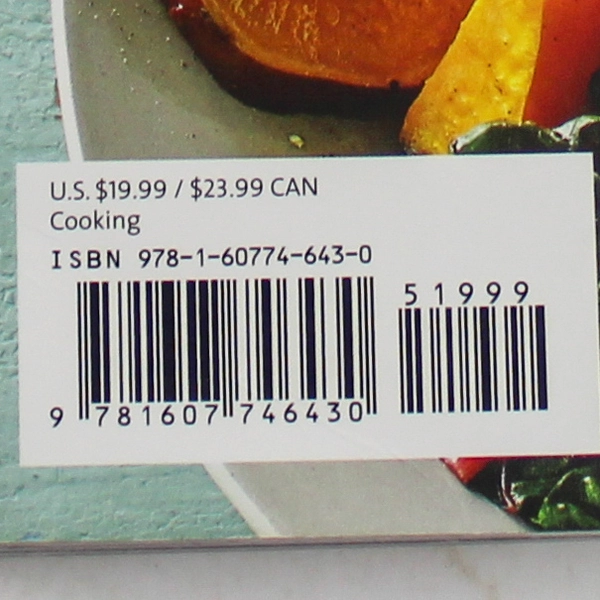 U.S. $19.99 / $23.99 CAN
Cooking
ISBN 978-1-60774-643-0
51999
9 781607 746430